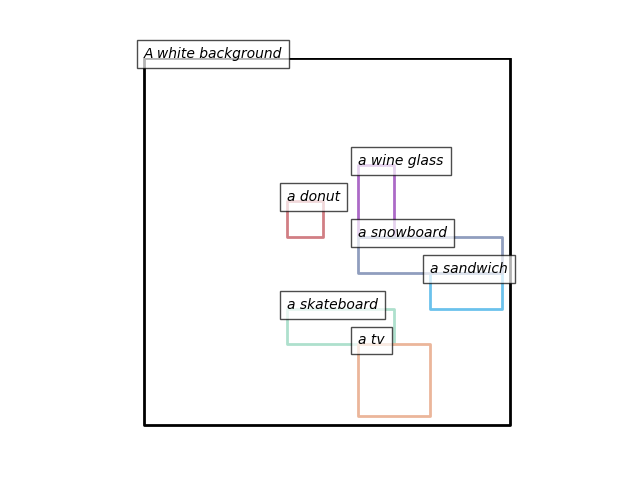 A white background
a wine glass
a donut
a snowboard
a sandwich
a skateboard
a tv